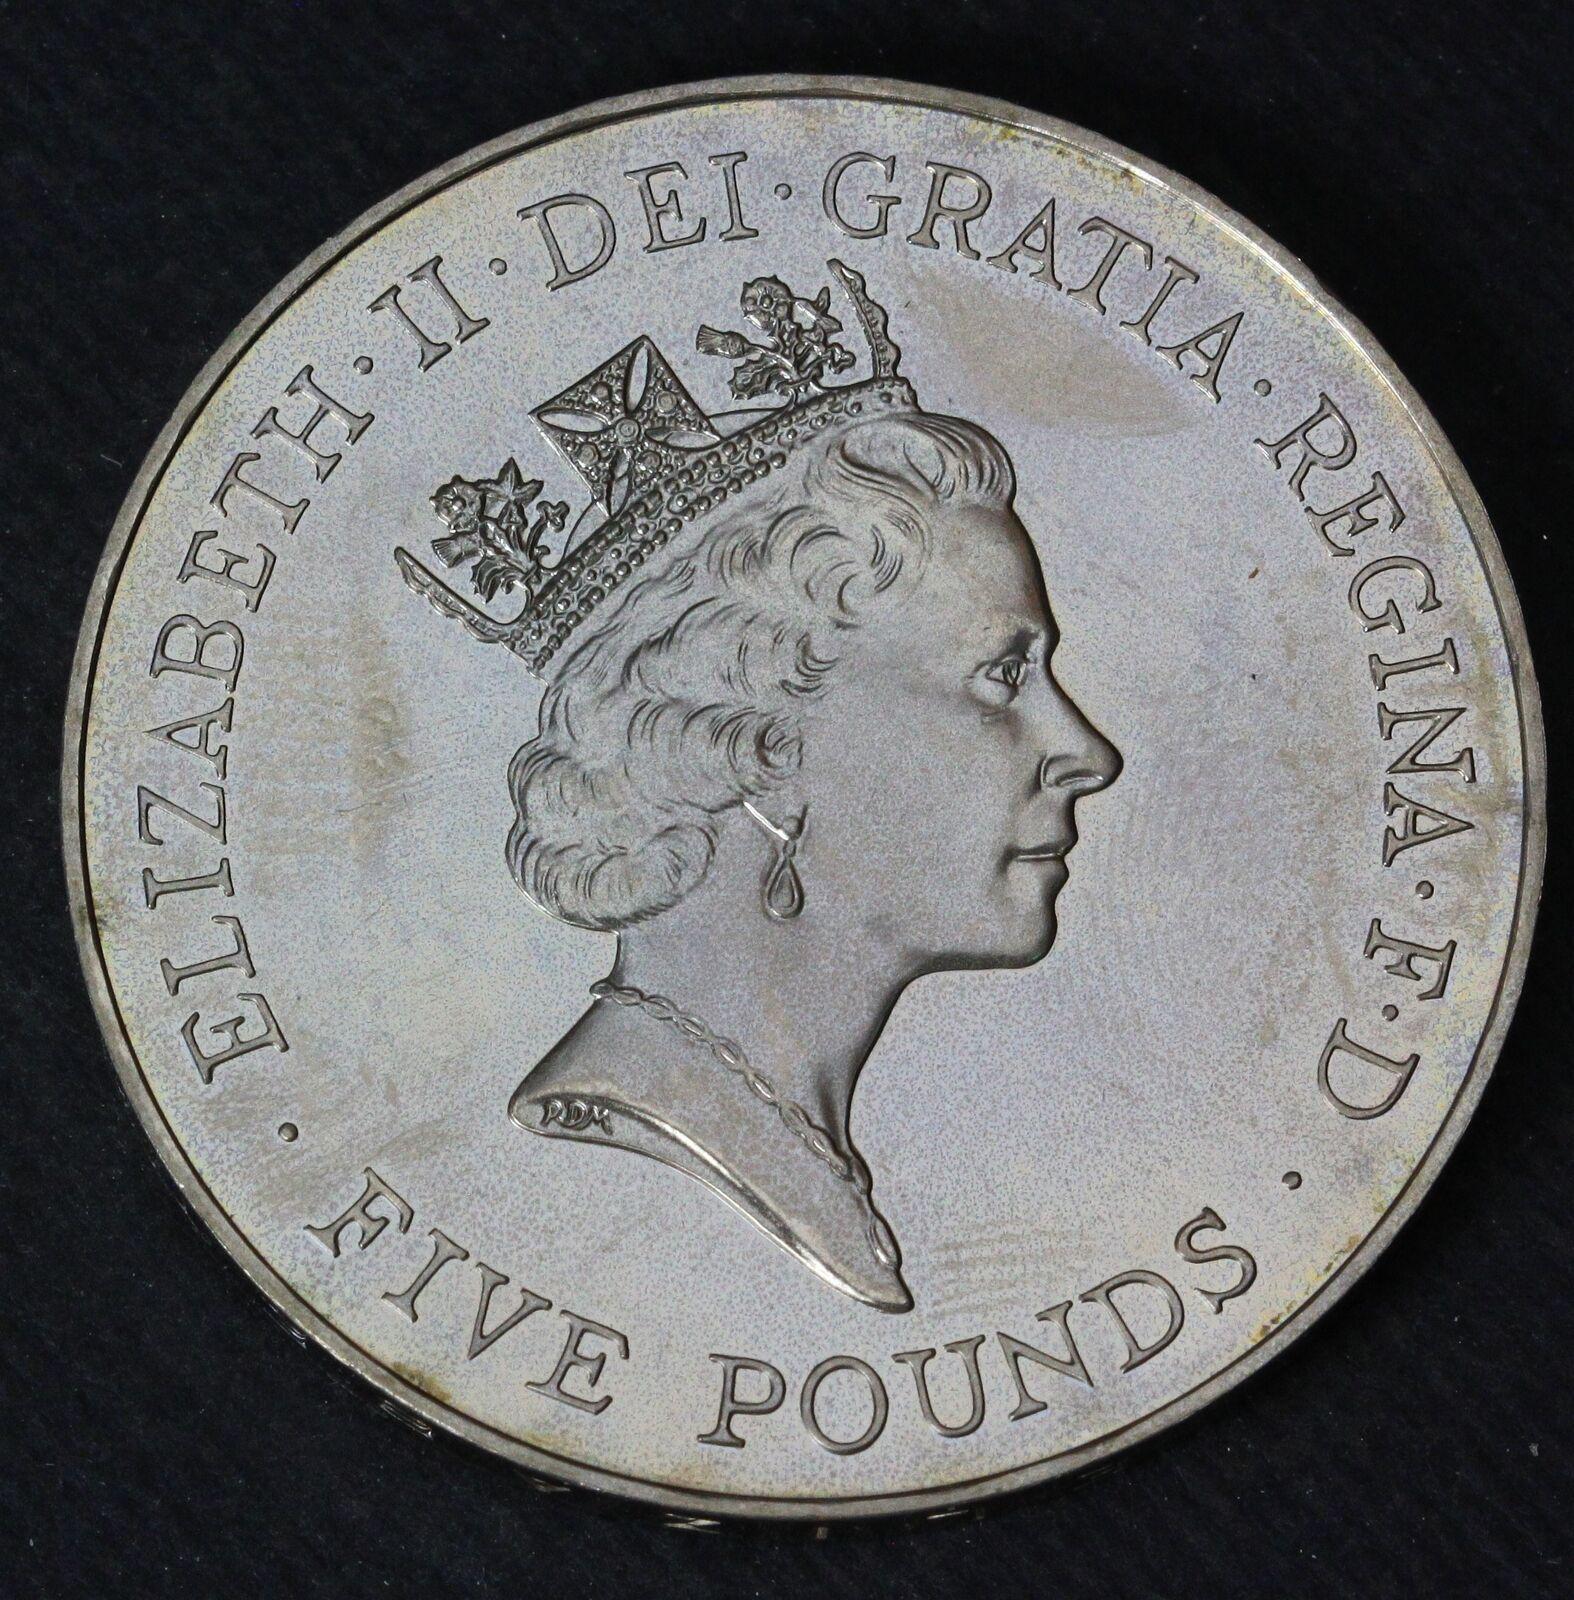 · ELIZABETH · II · DEI · GRATIA · REGINA · F · D ·
FIVE POUNDS
RDM